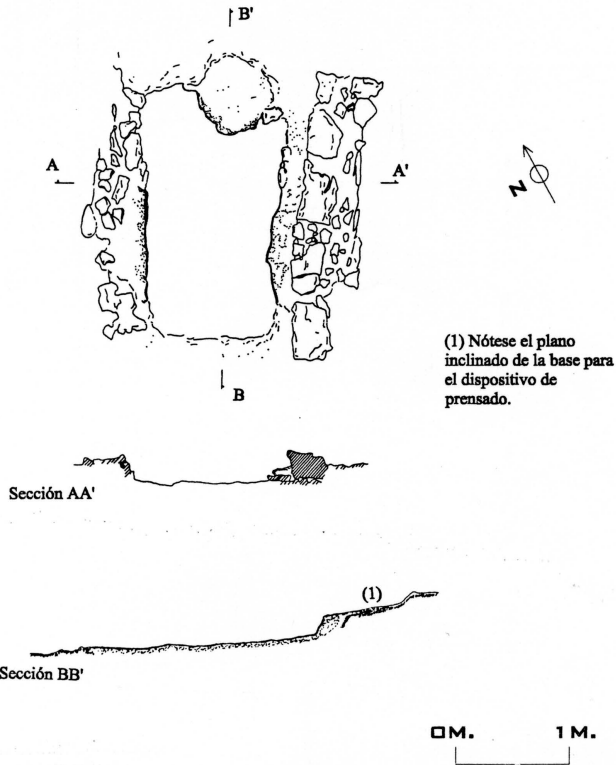 B'
A
A'
N
(1) Nótese el plano
inclinado de la base para
el dispositivo de
prensado.
B
Sección AA'
(1)
Sección BB'
0M. 1M.